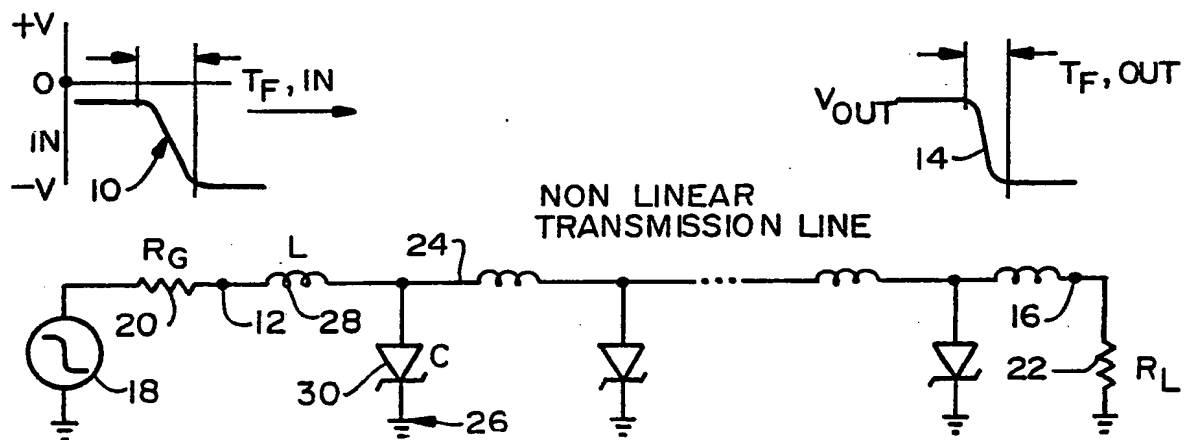 +V
0
IN
-V
T_F, IN
10
V_OUT
T_F, OUT
14
NON LINEAR
TRANSMISSION LINE
R_G
L
24
20
12
28
16
18
30
C
26
22
R_L